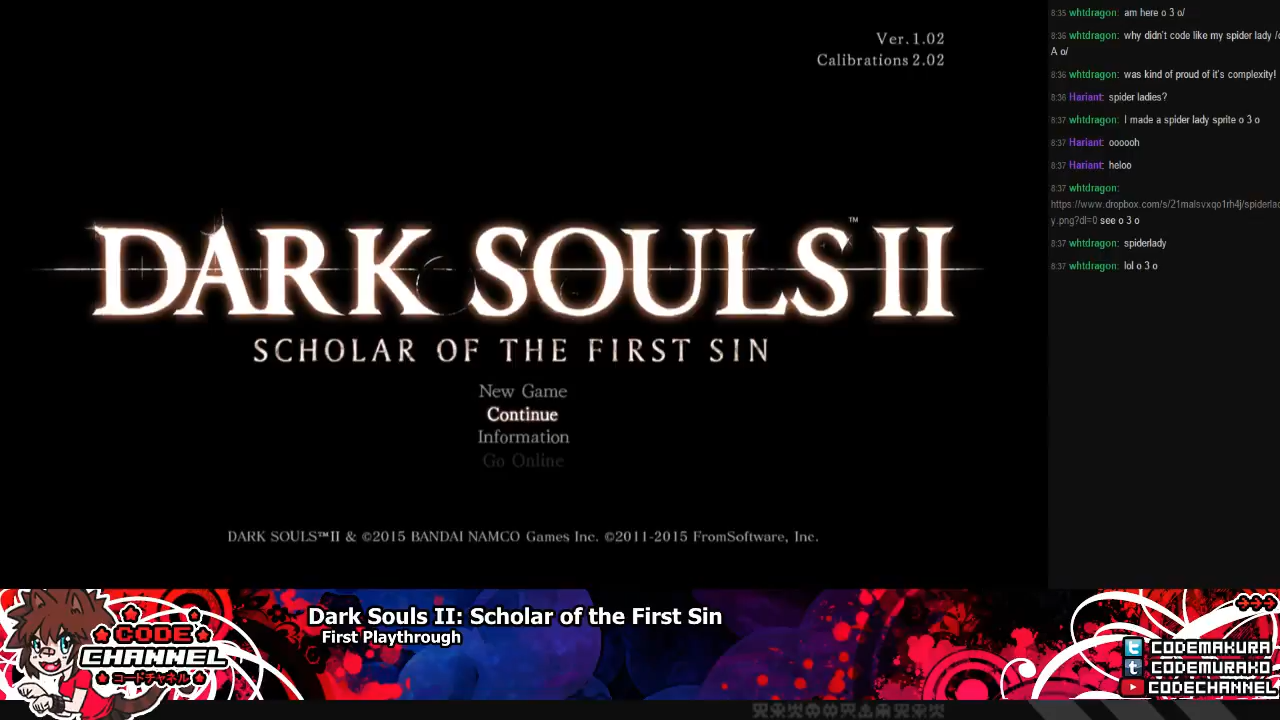 Ver.1.02
Calibrations 2.02
DARK SOULS™ II
SCHOLAR OF THE FIRST SIN
New Game
Continue
Information
Go Online
DARK SOULS™II & ©2015 BANDAI NAMCO Games Inc. ©2011-2015 FromSoftware, Inc.
8:35 whtdragon: am here o 3 o/
8:36 whtdragon: why didn't code like my spider lady /o
A o/
8:36 whtdragon: was kind of proud of it's complexity!
8:36 Hariant: spider ladies?
8:37 whtdragon: I made a spider lady sprite o 3 o
8:37 Hariant: oooooh
8:37 Hariant: heloo
8:37 whtdragon:
https://www.dropbox.com/s/21malsvxqo1rh4j/spiderlad
y.png?dl=0 see o 3 o
8:37 whtdragon: spiderlady
8:37 whtdragon: lol o 3 o
CODE
CHANNEL
コードチャンネル
Dark Souls II: Scholar of the First Sin
First Playthrough
CODEMAKURA
CODEMURAKO
CODECHANNEL